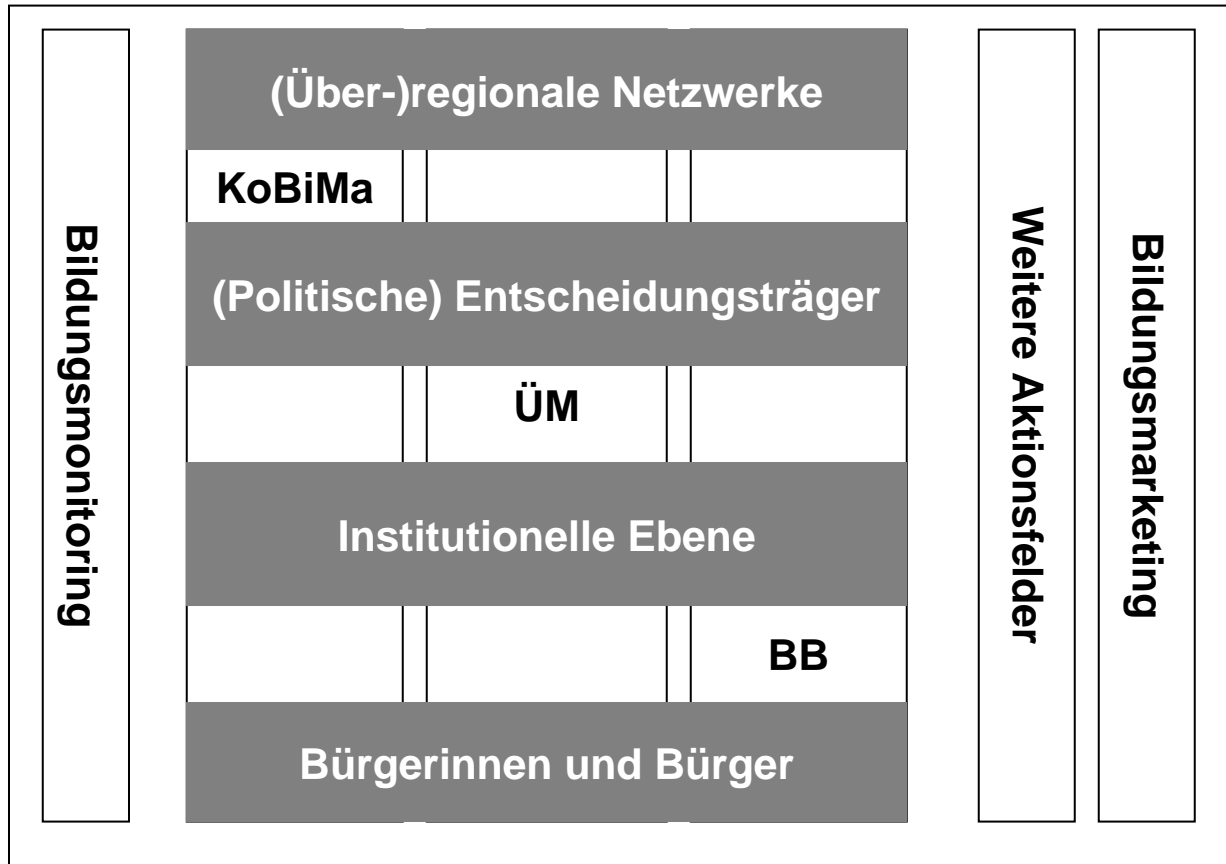 Bildungsmonitoring
(Über-)regionale Netzwerke
KoBiMa
(Politische) Entscheidungsträger
ÜM
Institutionelle Ebene
BB
Bürgerinnen und Bürger
Weitere Aktionsfelder
Bildungsmarketing